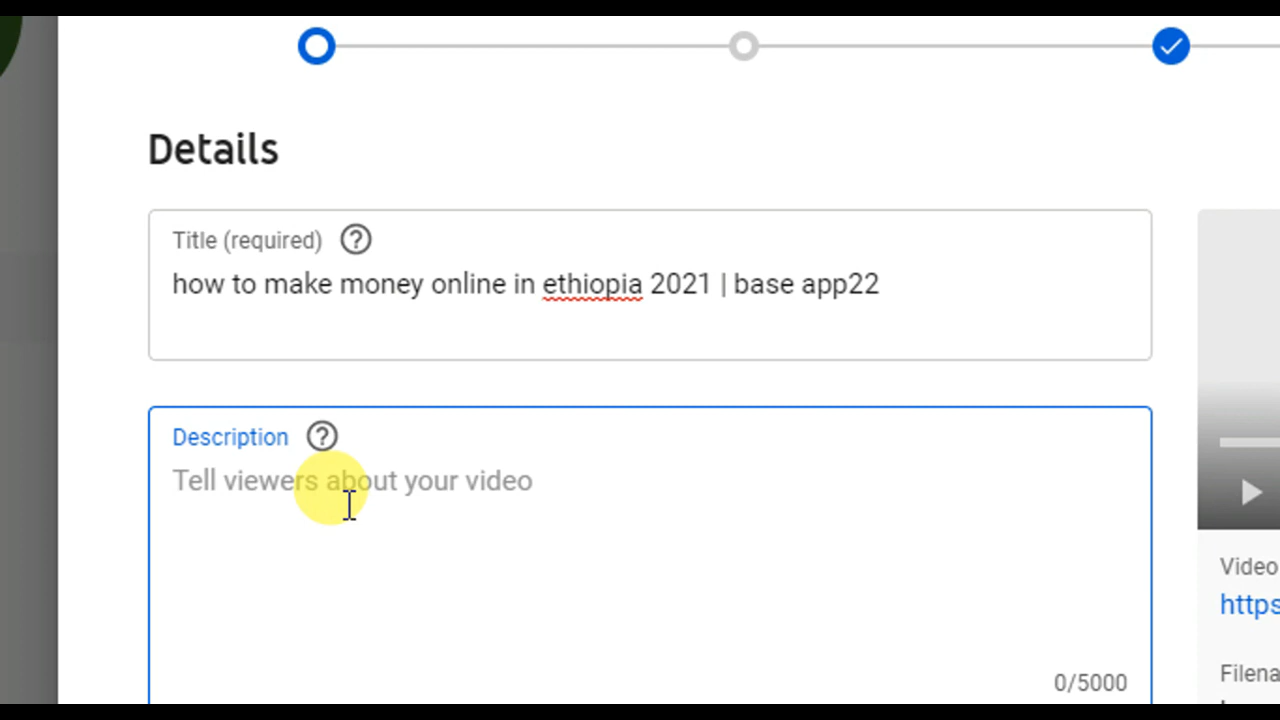 Details
Title (required)
how to make money online in ethiopia 2021 | base app22
Description
Tell viewers about your video
0/5000
Video
https
Filena